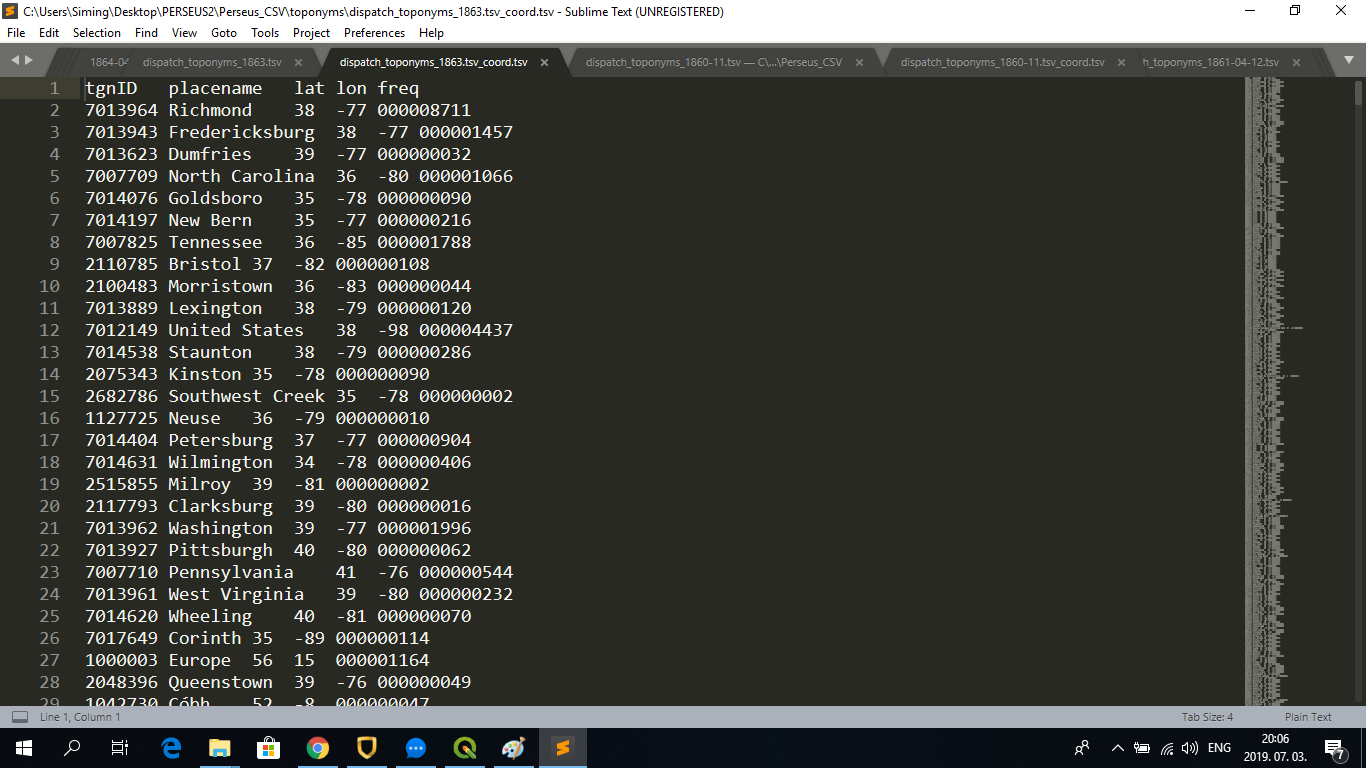 C:\Users\Siming\Desktop\PERSEUS2\Perseus_CSV\toponyms\dispatch_toponyms_1863.tsv_coord.tsv - Sublime Text (UNREGISTERED)
File Edit Selection Find View Goto Tools Project Preferences Help
1864-04 dispatch_toponyms_1863.tsv dispatch_toponyms_1863.tsv_coord.tsv dispatch_toponyms_1860-11.tsv — C\...\Perseus_CSV dispatch_toponyms_1860-11.tsv_coord.tsv h_toponyms_1861-04-12.tsv
1 tgnID placename lat lon freq
2 7013964 Richmond 38 -77 000008711
3 7013943 Fredericksburg 38 -77 000001457
4 7013623 Dumfries 39 -77 000000032
5 7007709 North Carolina 36 -80 000001066
6 7014076 Goldsboro 35 -78 000000090
7 7014197 New Bern 35 -77 000000216
8 7007825 Tennessee 36 -85 000001788
9 2110785 Bristol 37 -82 000000108
10 2100483 Morristown 36 -83 000000044
11 7013889 Lexington 38 -79 000000120
12 7012149 United States 38 -98 000004437
13 7014538 Staunton 38 -79 000000286
14 2075343 Kinston 35 -78 000000090
15 2682786 Southwest Creek 35 -78 000000002
16 1127725 Neuse 36 -79 000000010
17 7014404 Petersburg 37 -77 000000904
18 7014631 Wilmington 34 -78 000000406
19 2515855 Milroy 39 -81 000000002
20 2117793 Clarksburg 39 -80 000000016
21 7013962 Washington 39 -77 000001996
22 7013927 Pittsburgh 40 -80 000000062
23 7007710 Pennsylvania 41 -76 000000544
24 7013961 West Virginia 39 -80 000000232
25 7014620 Wheeling 40 -81 000000070
26 7017649 Corinth 35 -89 000000114
27 1000003 Europe 56 15 000001164
28 2048396 Queenstown 39 -76 000000049
29 1042730 Cóbh 52 -8 000000047
Line 1, Column 1 Tab Size: 4 Plain Text
ENG 20:06
2019. 07. 03. 7